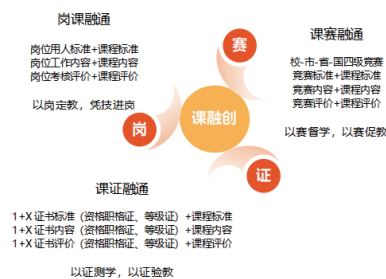 岗课融通
岗位用人标准+课程标准
岗位工作内容+课程内容
岗位考核评价+课程评价
以岗定教，凭技进岗
赛
课赛融通
校-市-省-国四级竞赛
竞赛标准+课程标准
竞赛内容+课程内容
竞赛评价+课程评价
以赛督学，以赛促教
课融创
岗
证
课证融通
1+X 证书标准（资格职格证、等级证）+课程标准
1+X 证书内容（资格职格证、等级证）+课程内容
1+X 证书评价（资格职格证、等级证）+课程评价
以证测学，以证验教